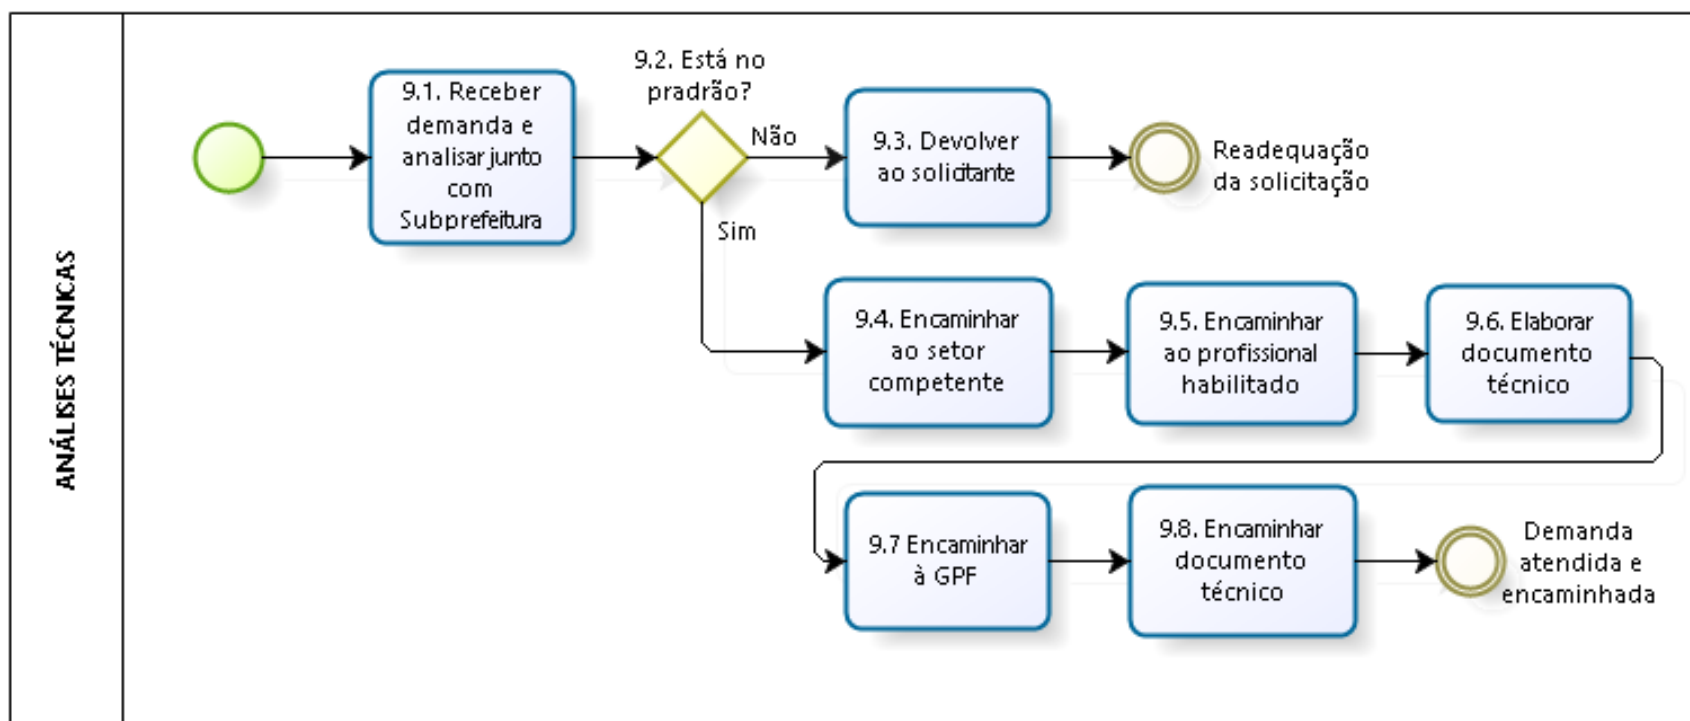 ANÁLISES TÉCNICAS
9.1. Receber
demanda e
analisar junto
com
Subprefeitura
9.2. Está no
pradrão?
Não
Sim
9.3. Devolver
ao solicitante
Readequação
da solicitação
9.4. Encaminhar
ao setor
competente
9.5. Encaminhar
ao profissional
habilitado
9.6. Elaborar
documento
técnico
9.7 Encaminhar
à GPF
9.8. Encaminhar
documento
técnico
Demanda
atendida e
encaminhada